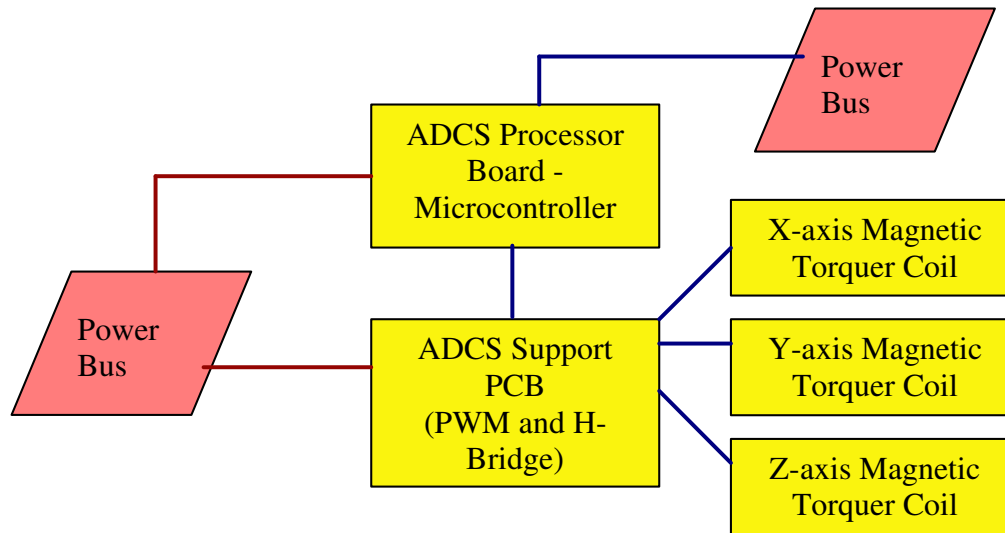 Power
Bus
ADCS Processor
Board -
Microcontroller
X-axis Magnetic
Torquer Coil
Power
Bus
ADCS Support
PCB
(PWM and H-
Bridge)
Y-axis Magnetic
Torquer Coil
Z-axis Magnetic
Torquer Coil